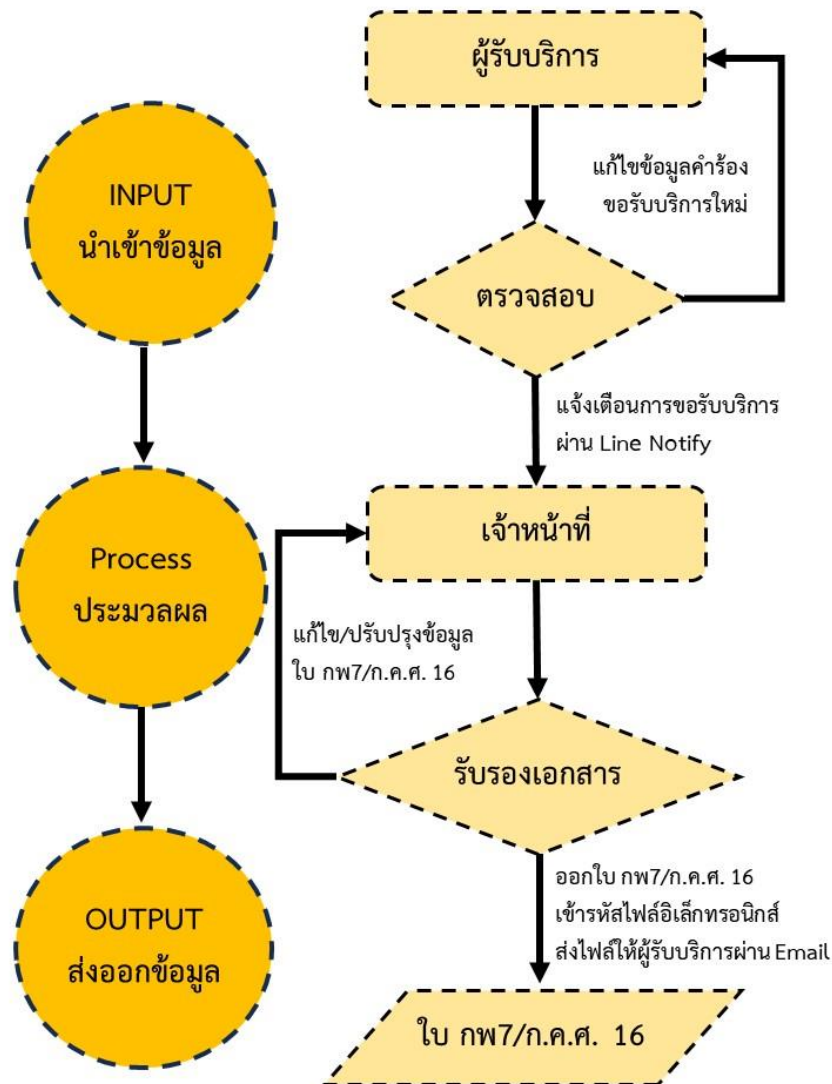 ผู้รับบริการ
แก้ไขข้อมูลคำร้อง
ขอรับบริการใหม่
INPUT
นำเข้าข้อมูล
ตรวจสอบ
แจ้งเตือนการขอรับบริการ
ผ่าน Line Notify
เจ้าหน้าที่
Process
ประมวลผล
แก้ไข/ปรับปรุงข้อมูล
ใบ กพ7/ก.ค.ศ. 16
รับรองเอกสาร
OUTPUT
ส่งออกข้อมูล
ออกใบ กพ7/ก.ค.ศ. 16
เข้ารหัสไฟล์อิเล็กทรอนิกส์
ส่งไฟล์ให้ผู้รับบริการผ่าน Email
ใบ กพ7/ก.ค.ศ. 16